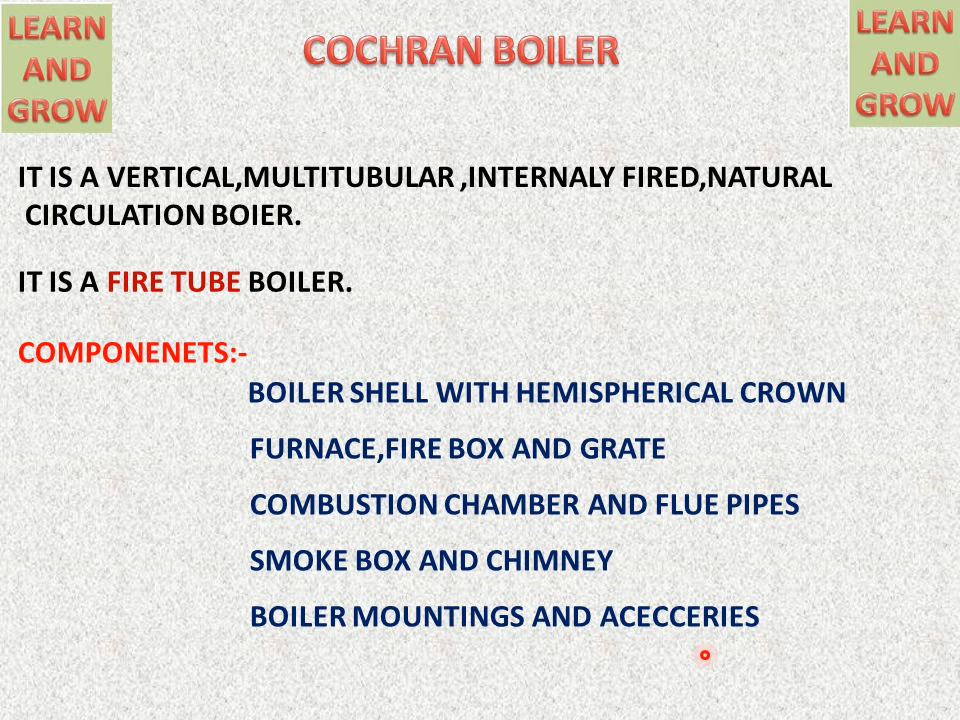 LEARN
AND
GROW
COCHRAN BOILER
LEARN
AND
GROW
IT IS A VERTICAL,MULTITUBULAR ,INTERNALY FIRED,NATURAL
CIRCULATION BOIER.
IT IS A FIRE TUBE BOILER.
COMPONENETS:-
BOILER SHELL WITH HEMISPHERICAL CROWN
FURNACE,FIRE BOX AND GRATE
COMBUSTION CHAMBER AND FLUE PIPES
SMOKE BOX AND CHIMNEY
BOILER MOUNTINGS AND ACECCERIES